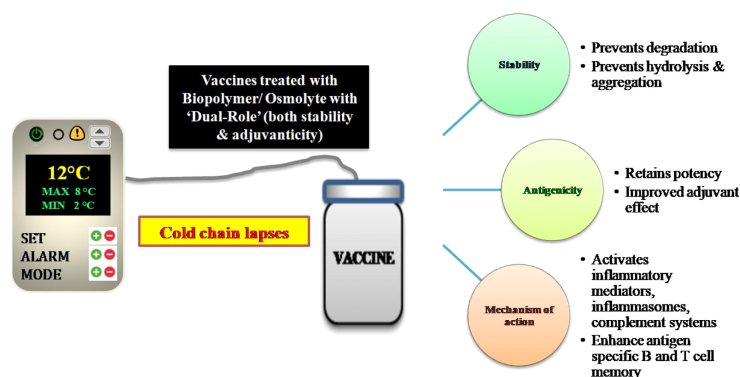 Vaccines treated with
Biopolymer/ Osmolyte with
‘Dual-Role’ (both stability
& adjuvanticity)
12°C
MAX 8 °C
MIN 2 °C
SET
ALARM
MODE
Cold chain lapses
VACCINE
Stability
• Prevents degradation
• Prevents hydrolysis &
aggregation
Antigenicity
• Retains potency
• Improved adjuvant
effect
Mechanism of
action
• Activates
inflammatory
mediators,
inflammasomes,
complement systems
• Enhance antigen
specific B and T cell
memory